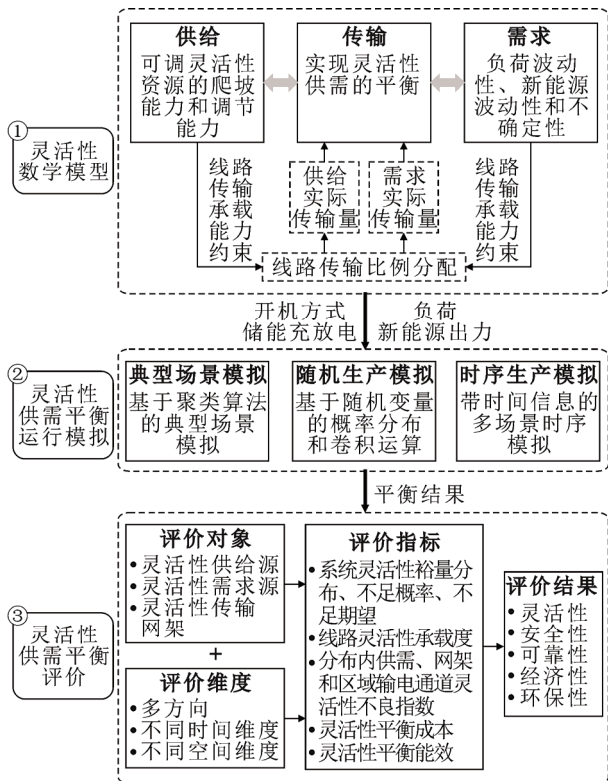 ①
灵活性
数学模型
供给
可调灵活性
资源的爬坡
能力和调节
能力
传输
实现灵活性
供需的平衡
需求
负荷波动
性、新能源
波动性和不
确定性
线路
传输
承载
能力
约束
供给
实际
传输量
需求
实际
传输量
线路
传输
承载
能力
约束
线路传输比例分配
开机方式
储能充放电
负荷
新能源出力
②
灵活性
供需平衡
运行模拟
典型场景模拟
基于聚类算法
的典型场景
模拟
随机生产模拟
基于随机变量
的概率分布
和卷积运算
时序生产模拟
带时间信息的
多场景时序
模拟
平衡结果
③
灵活性
供需平衡
评价
评价对象
•灵活性供给源
•灵活性需求源
•灵活性传输
网架
+
评价维度
•多方向
•不同时间维度
•不同空间维度
评价指标
•系统灵活性裕量分
布、不足概率、不
足期望
•线路灵活性承载度
•分布内供需、网架
和区域输电通道灵
活性不良指数
•灵活性平衡成本
•灵活性平衡能效
评价结果
•灵活性
•安全性
•可靠性
•经济性
•环保性